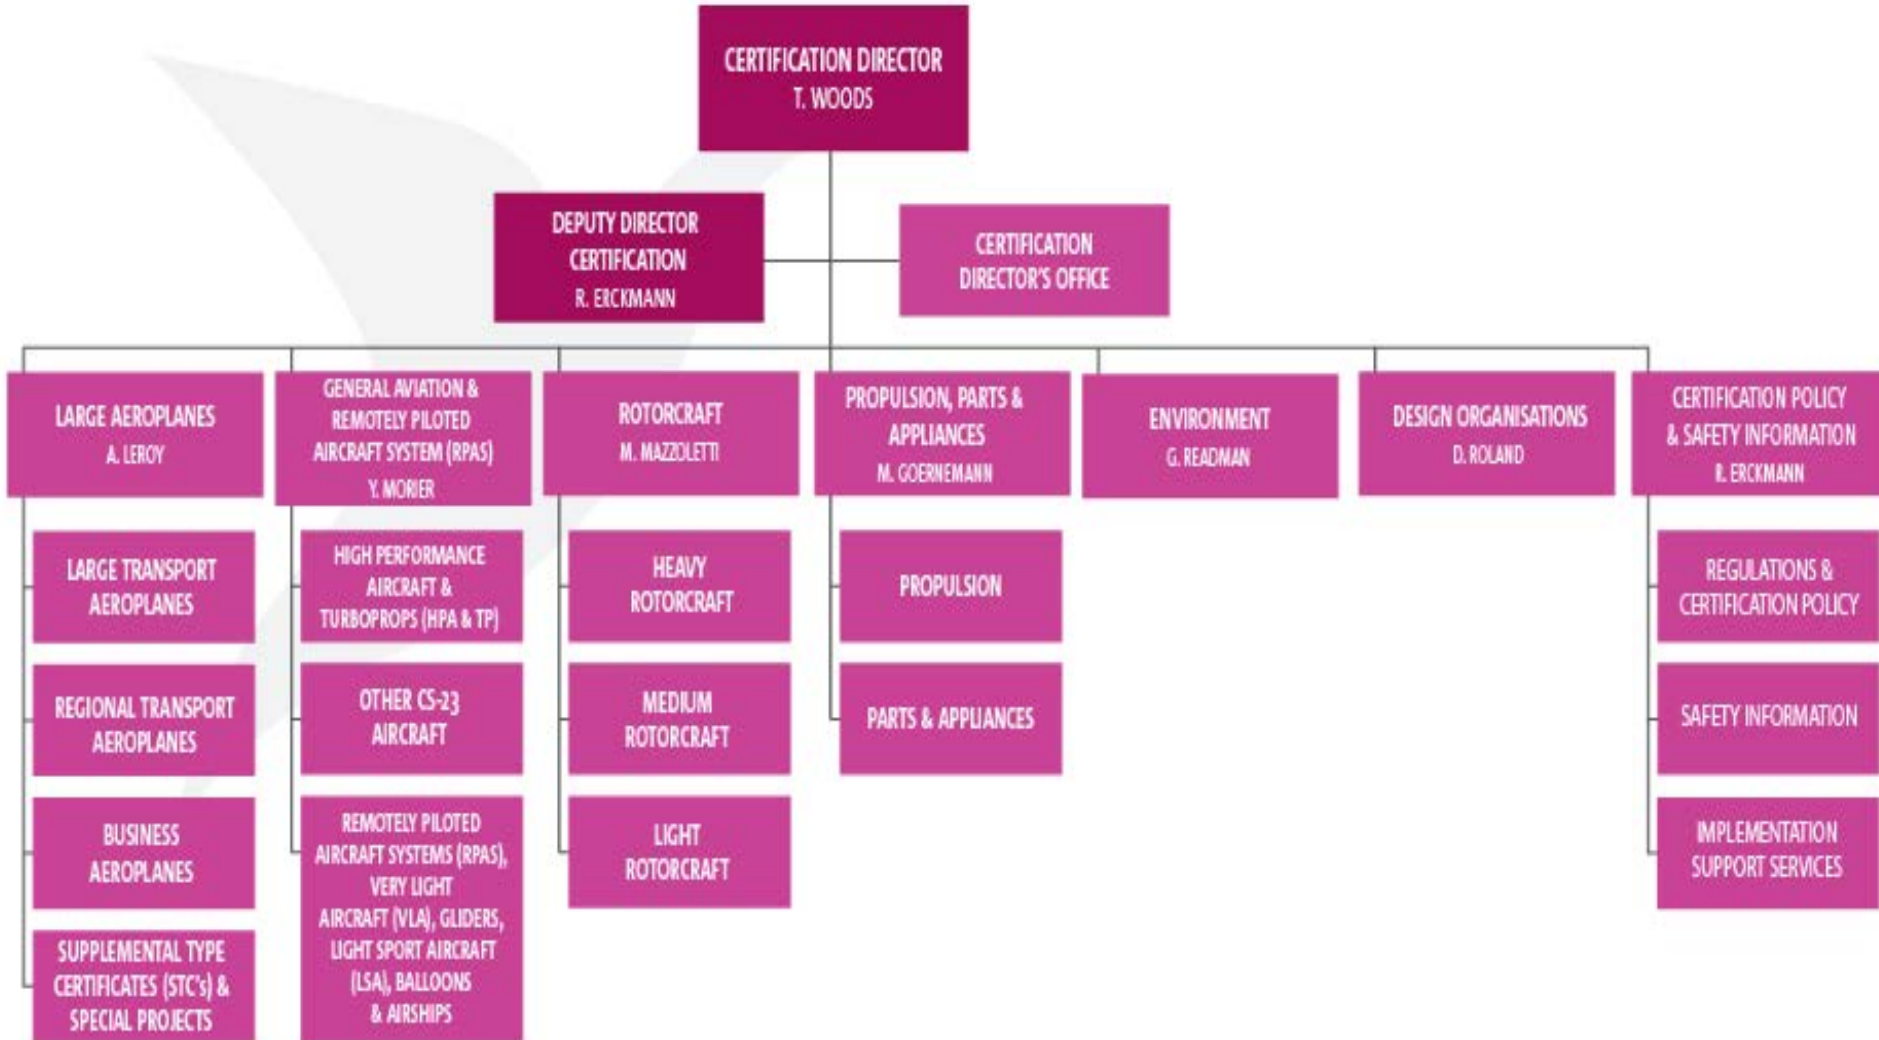 CERTIFICATION DIRECTOR
T. WOODS
DEPUTY DIRECTOR
CERTIFICATION
R. ERCKMANN
CERTIFICATION
DIRECTOR'S OFFICE
LARGE AEROPLANES
A. LEROY
LARGE TRANSPORT
AEROPLANES
REGIONAL TRANSPORT
AEROPLANES
BUSINESS
AEROPLANES
SUPPLEMENTAL TYPE
CERTIFICATES (STC's) &
SPECIAL PROJECTS
GENERAL AVIATION &
REMOTELY PILOTED
AIRCRAFT SYSTEM (RPAS)
Y. MORIER
HIGH PERFORMANCE
AIRCRAFT &
TURBOPROPS (HPA & TP)
OTHER CS-23
AIRCRAFT
REMOTELY PILOTED
AIRCRAFT SYSTEMS (RPAS),
VERY LIGHT
AIRCRAFT (VLA), GLIDERS,
LIGHT SPORT AIRCRAFT
(LSA), BALLOONS
& AIRSHIPS
ROTORCRAFT
M. MAZZOLETTI
HEAVY
ROTORCRAFT
MEDIUM
ROTORCRAFT
LIGHT
ROTORCRAFT
PROPULSION, PARTS &
APPLIANCES
M. GOERNEMANN
PROPULSION
PARTS & APPLIANCES
ENVIRONMENT
G. READMAN
DESIGN ORGANISATIONS
D. ROLAND
CERTIFICATION POLICY
& SAFETY INFORMATION
R. ERCKMANN
REGULATIONS &
CERTIFICATION POLICY
SAFETY INFORMATION
IMPLEMENTATION
SUPPORT SERVICES